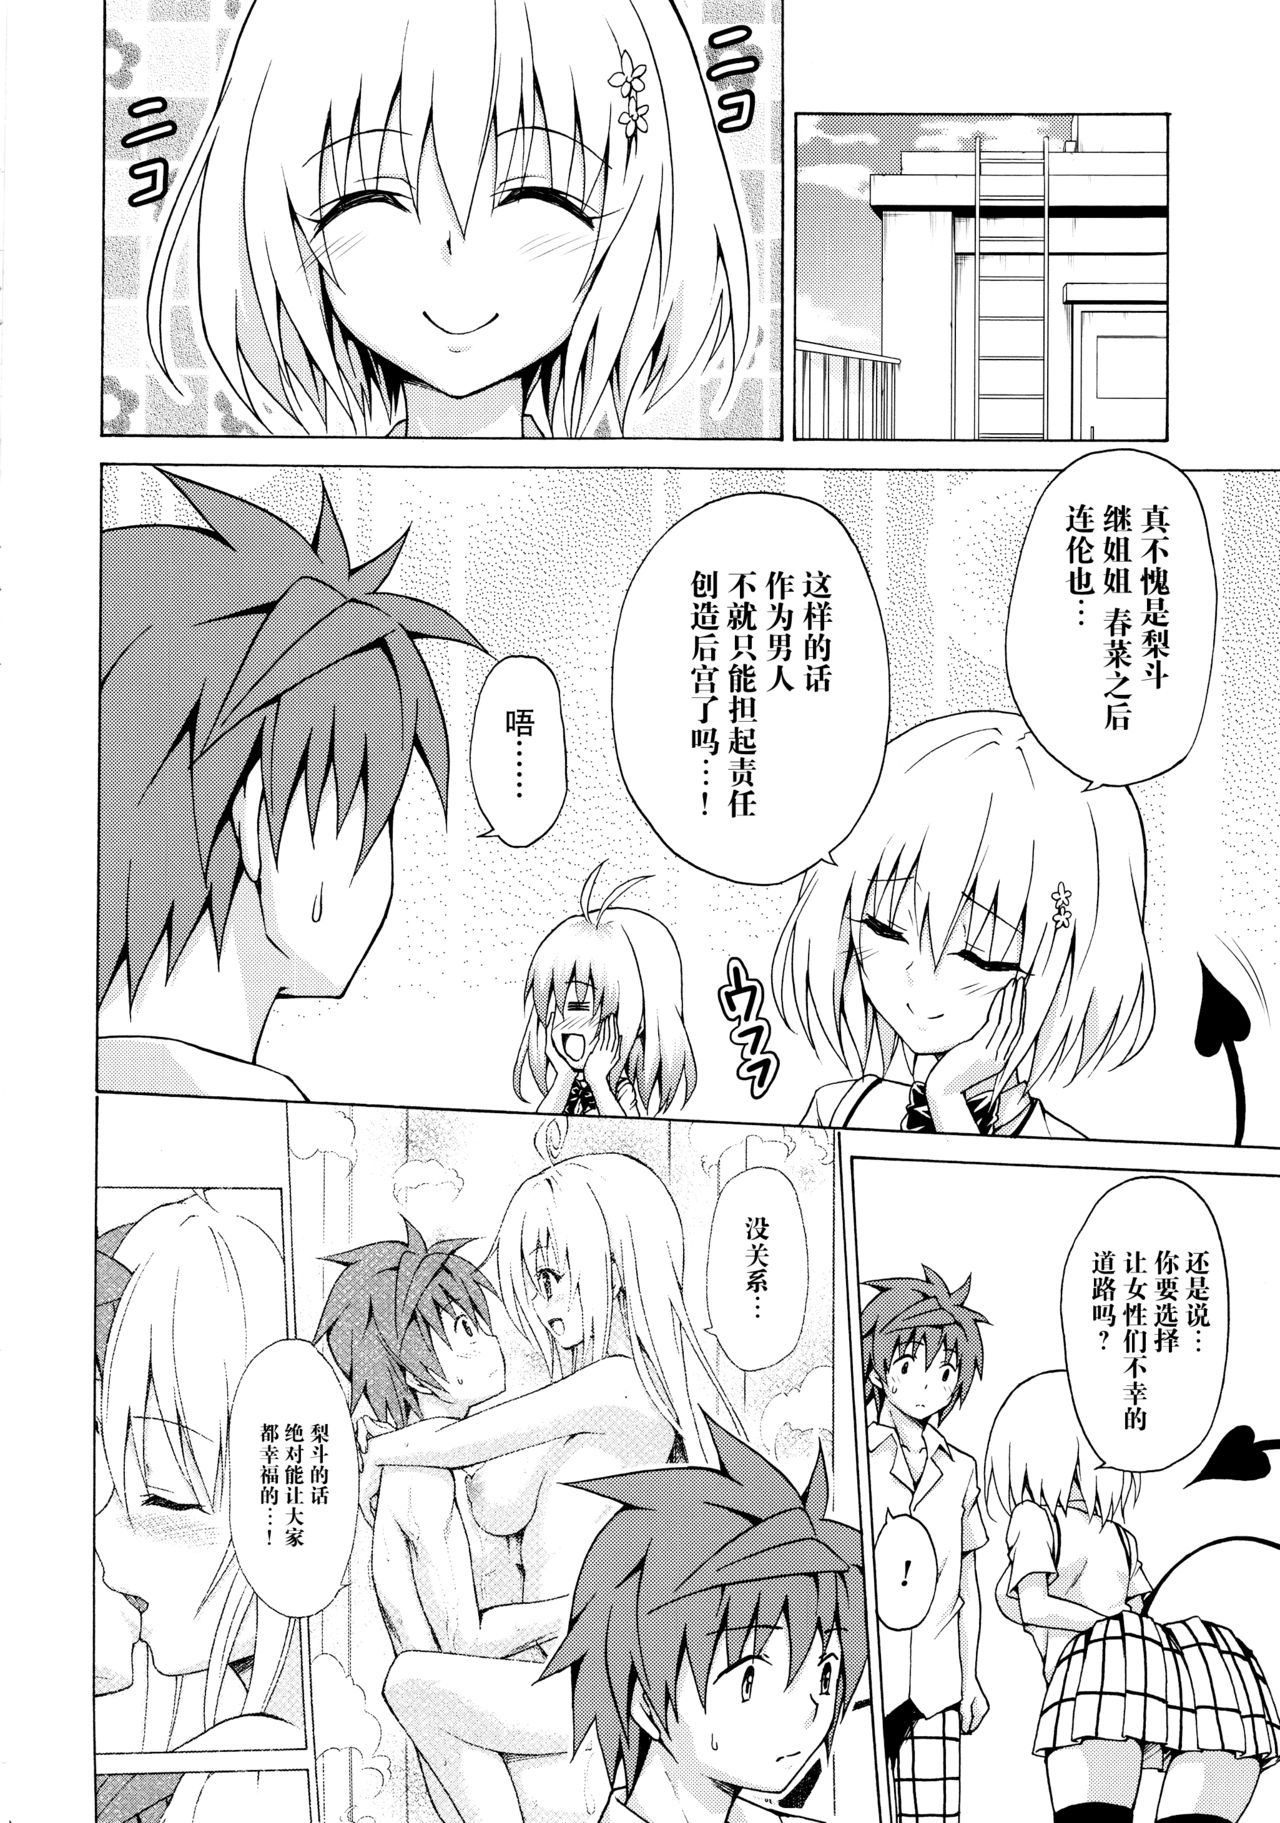 ニコ
ニコ
真不愧是梨斗
继姐姐 春菜之后
连伦也…
这样的话
作为男人
不就只能担起责任
创造后宫了吗…！
唔……
ウフフ
还是说…
你要选择
让女性们不幸的
道路吗？
！
没关系…
梨斗的话
绝对能让大家
都幸福的…！